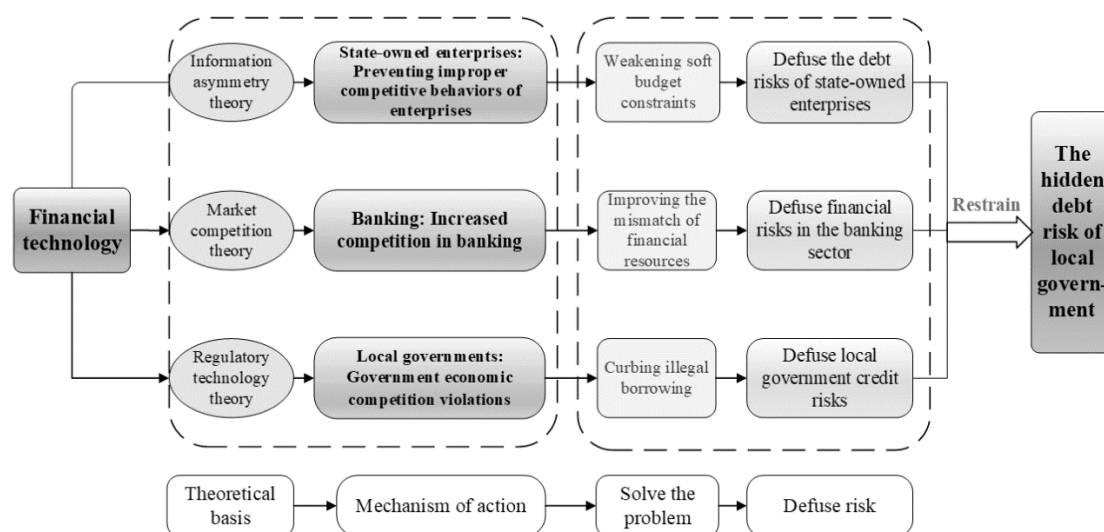 Financial
technology
Information
asymmetry
theory
State-owned enterprises:
Preventing improper
competitive behaviors of
enterprises
Weakening soft
budget
constraints
Defuse the debt
risks of state-owned
enterprises
Market
competition
theory
Banking: Increased
competition in banking
Improving the
mismatch of
financial
resources
Defuse financial
risks in the banking
sector
Regulatory
technology
theory
Local governments:
Government economic
competition violations
Curbing illegal
borrowing
Defuse local
government credit
risks
Restrain
The
hidden
debt
risk of
local
govern-
ment
Theoretical
basis
Mechanism of action
Solve the
problem
Defuse risk